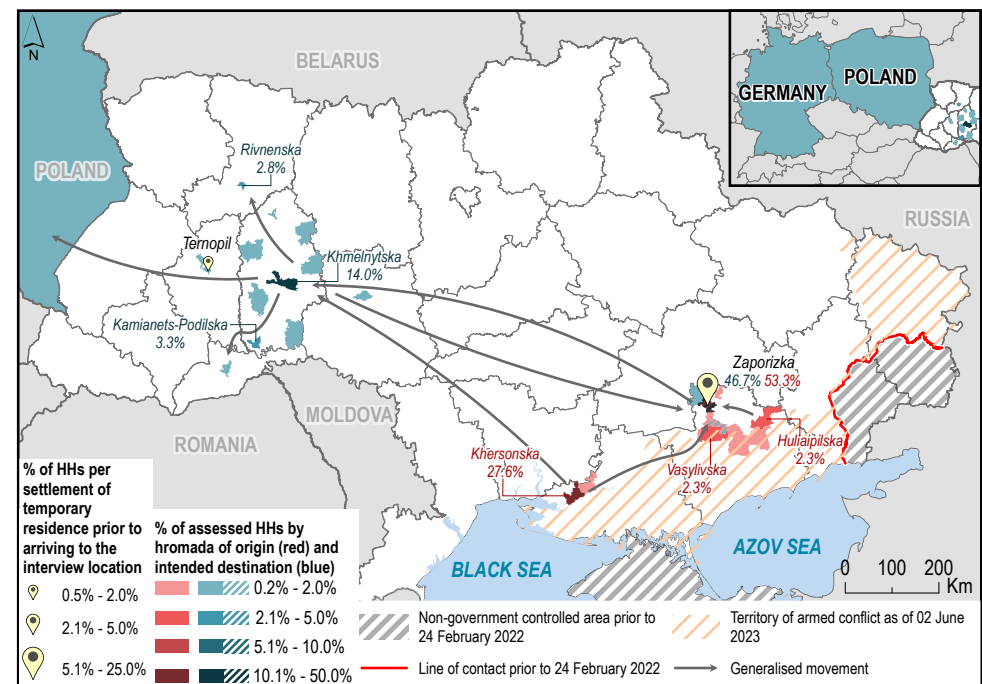 N
BELARUS
GERMANY
POLAND
POLAND
RUSSIA
Rivnenska
2.8%
Ternopil
Khmelnytska
14.0%
Kamianets-Podilska
3.3%
Zaporizka
46.7% 53.3%
MOLDOVA
ROMANIA
Khersonska
27.6%
Vasylivska
2.3%
Huliaipilska
2.3%
BLACK SEA
AZOV SEA
0 100 200
Km
% of HHs per
settlement of
temporary
residence prior to
arriving to the
interview location
0.5% - 2.0%
2.1% - 5.0%
5.1% - 25.0%
% of assessed HHs by
hromada of origin (red) and
intended destination (blue)
0.2% - 2.0%
2.1% - 5.0%
5.1% - 10.0%
10.1% - 50.0%
Non-government controlled area prior to
24 February 2022
Territory of armed conflict as of 02 June
2023
Line of contact prior to 24 February 2022
Generalised movement